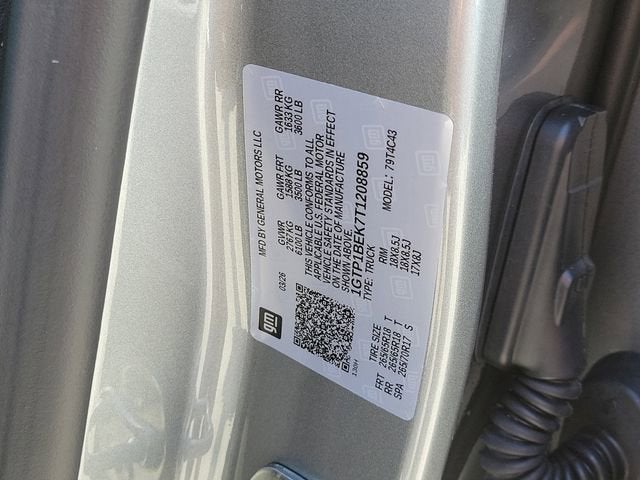 gm
MFD BY GENERAL MOTORS LLC
03/26 GVWR GAWR FRT GAWR RR
2767 KG 1588 KG 1633 KG
6100 LB 3500 LB 3600 LB
THIS VEHICLE CONFORMS TO ALL
APPLICABLE U.S. FEDERAL MOTOR
VEHICLE SAFETY STANDARDS IN EFFECT
ON THE DATE OF MANUFACTURE
SHOWN ABOVE.
1GTP1BEK7T1208859
TYPE: TRUCK MODEL: 79T4C43
TIRE SIZE RIM
FRT 265/65R18 T 18X8.5J
RR 265/65R18 T 18X8.5J
SPA 265/70R17 S 17X8J